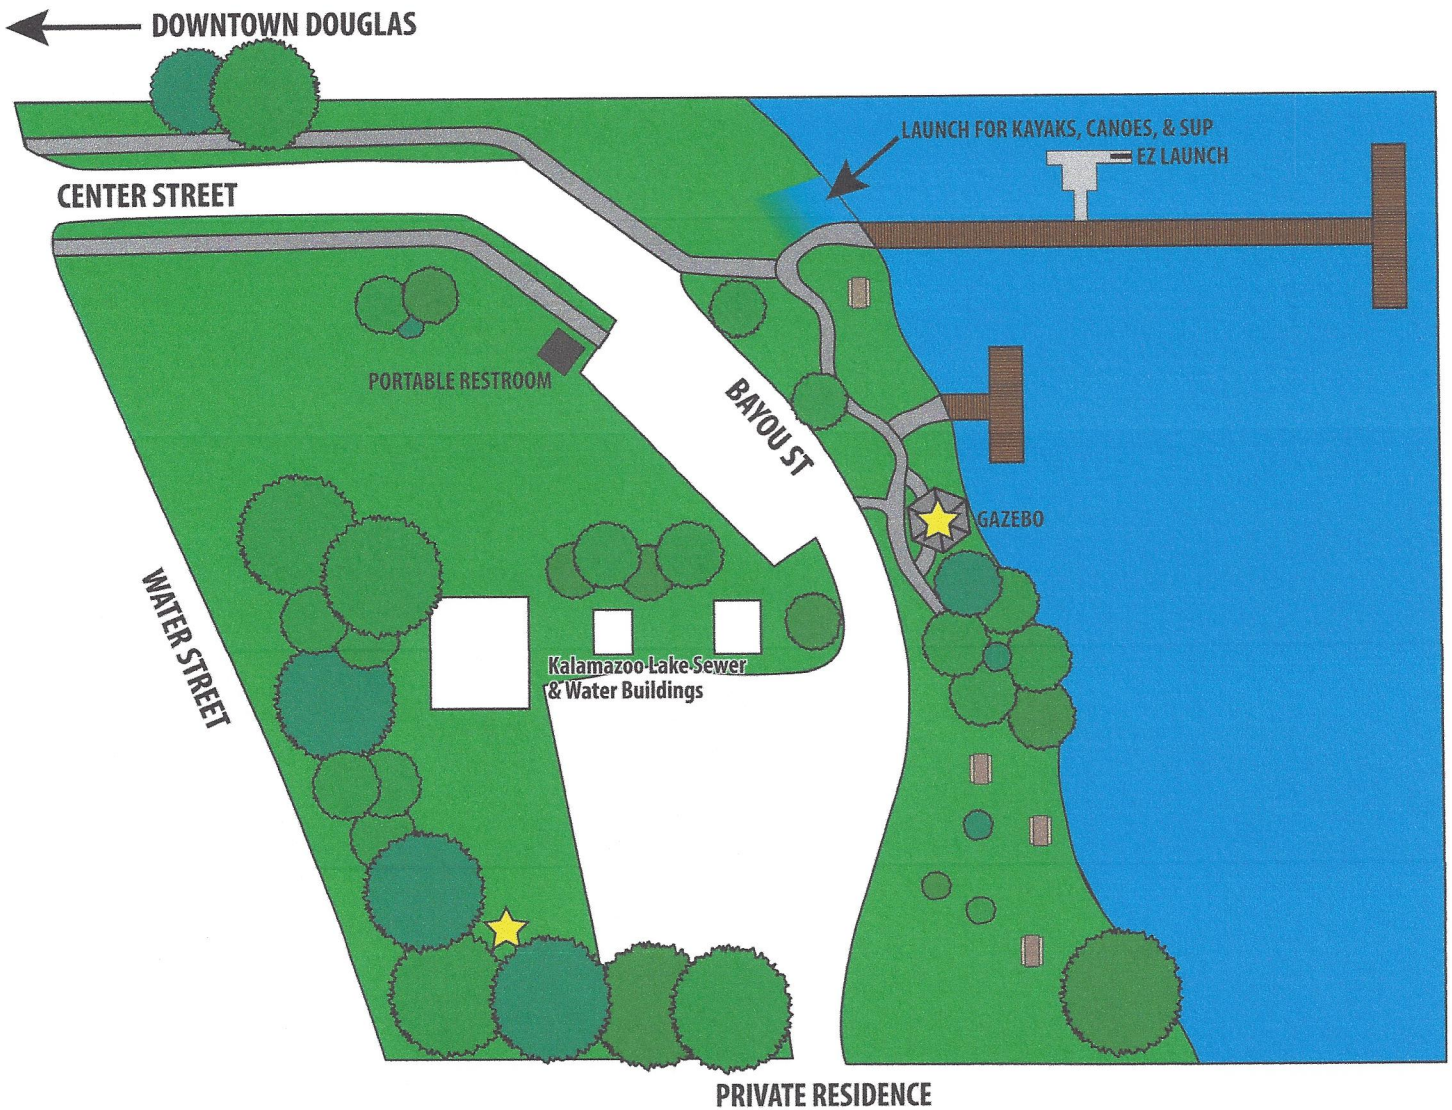 DOWNTOWN DOUGLAS
LAUNCH FOR KAYAKS, CANOES, & SUP
EZ LAUNCH
CENTER STREET
PORTABLE RESTROOM
BAYOU ST
GAZEBO
WATER STREET
Kalamazoo Lake Sewer
& Water Buildings
PRIVATE RESIDENCE